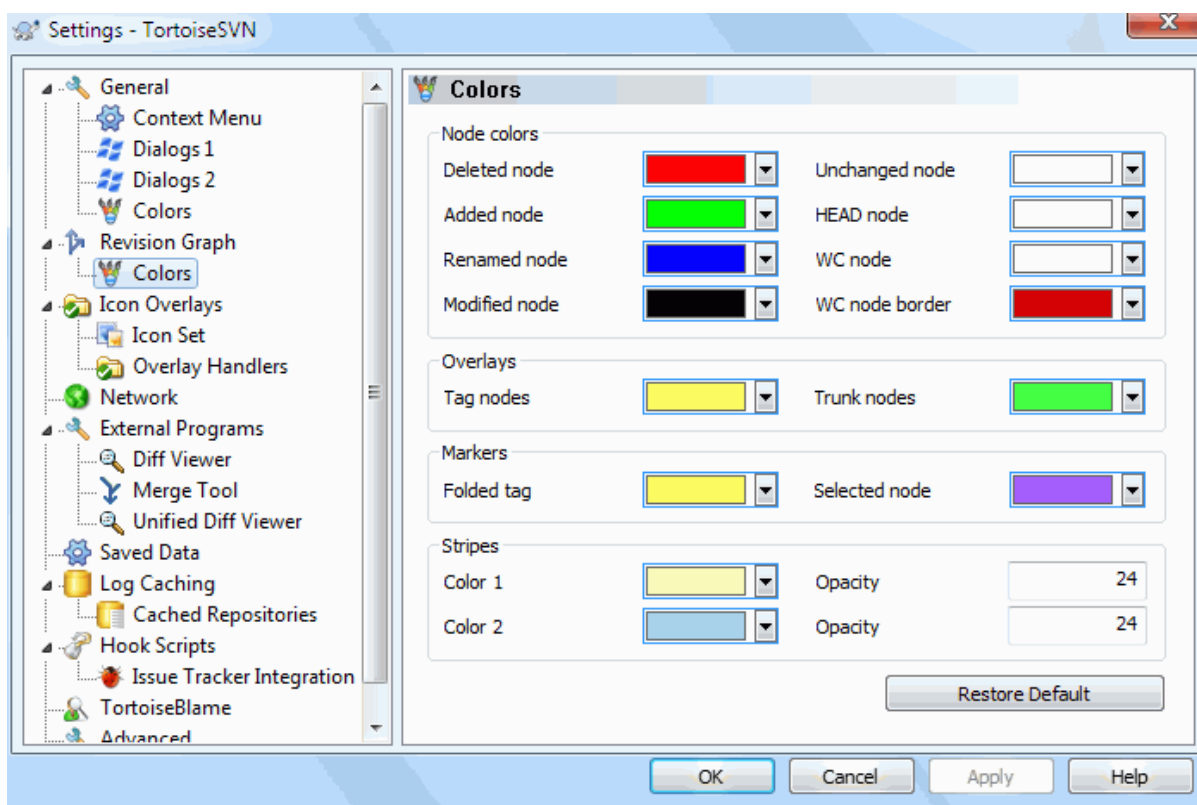 Settings - TortoiseSVN
General
Context Menu
Dialogs 1
Dialogs 2
Colors
Revision Graph
Colors
Icon Overlays
Icon Set
Overlay Handlers
Network
External Programs
Diff Viewer
Merge Tool
Unified Diff Viewer
Saved Data
Log Caching
Cached Repositories
Hook Scripts
Issue Tracker Integration
TortoiseBlame
Advanced
Colors
Node colors
Deleted node Unchanged node
Added node HEAD node
Renamed node WC node
Modified node WC node border
Overlays
Tag nodes Trunk nodes
Markers
Folded tag Selected node
Stripes
Color 1 Opacity 24
Color 2 Opacity 24
Restore Default
OK Cancel Apply Help